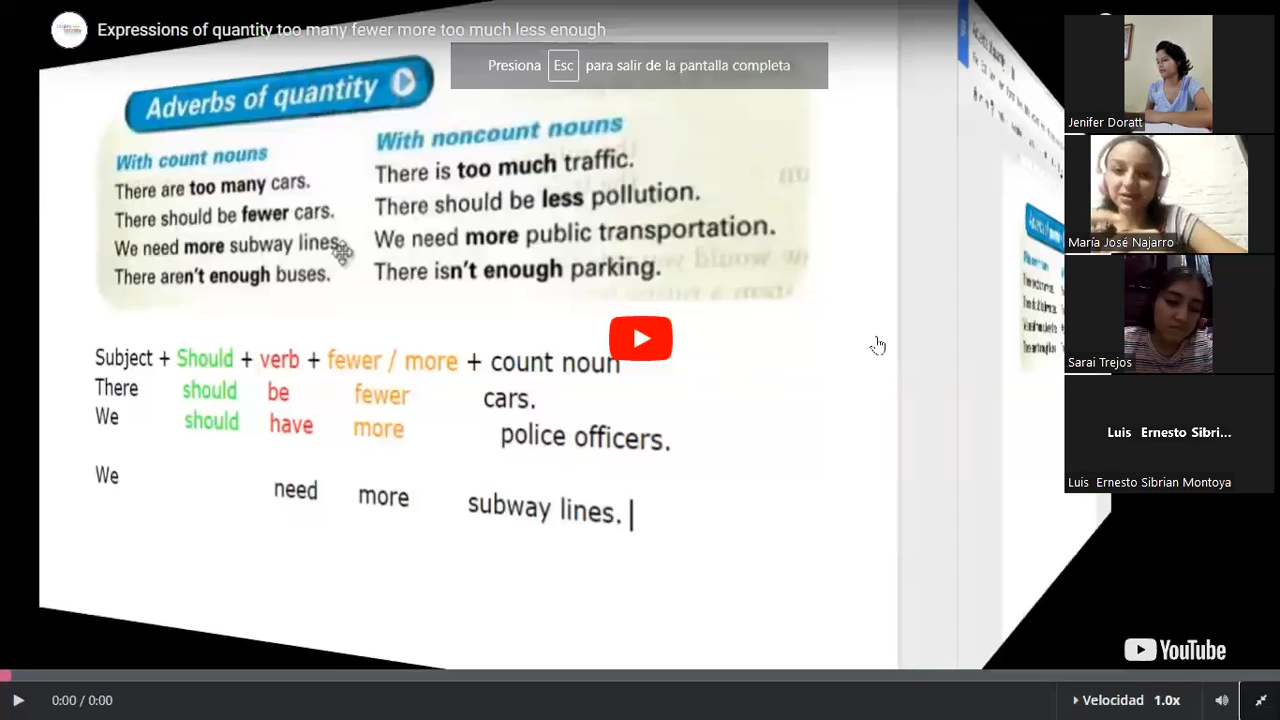 Expressions of quantity too many fewer more too much less enough
Presiona Esc para salir de la pantalla completa
Adverbs of quantity
With count nouns
There are too many cars.
There should be fewer cars.
We need more subway lines.
There aren't enough buses.
With noncount nouns
There is too much traffic.
There should be less pollution.
We need more public transportation.
There isn't enough parking.
Subject + Should + verb + fewer / more + count noun
There should be fewer cars.
We should have more police officers.
We need more subway lines.
Jenifer Doratt
María José Najarro
Sarai Trejos
Luis Ernesto Sibri...
Luis Ernesto Sibrian Montoya
YouTube
0:00 / 0:00
Velocidad 1.0x